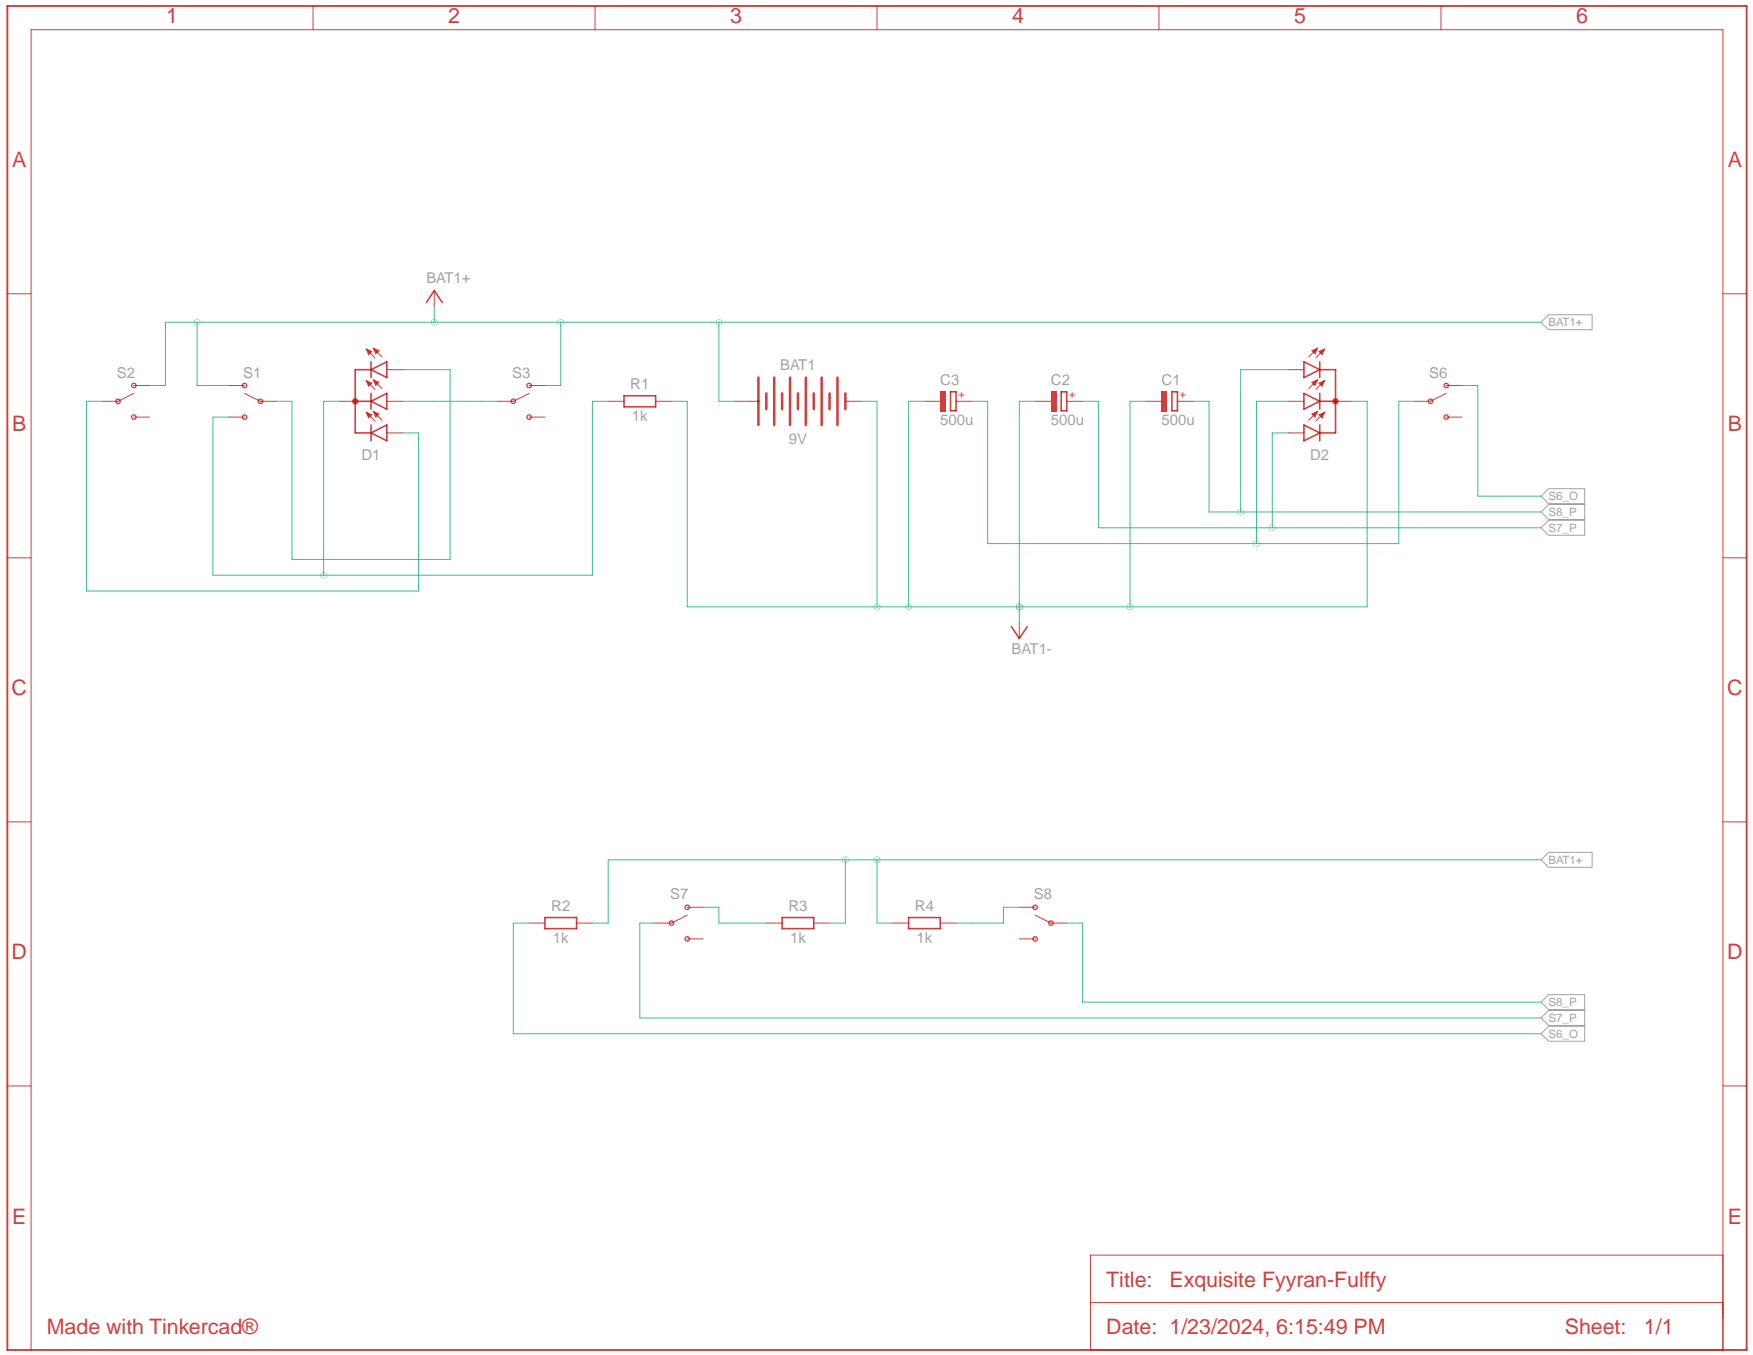 1 2 3 4 5 6
A A
BAT1+
BAT1+
S2 S1 S3 R1 BAT1 C3 C2 C1 S6
B 1k 9V 500u + 500u + 500u + B
D1 D2
S6_O
S8_P
S7_P
BAT1-
C C
BAT1+
R2 S7 R3 R4 S8
1k 1k 1k
D D
S8_P
S7_P
S6_O
E E
Title: Exquisite Fyyran-Fulffy
Made with Tinkercad® Date: 1/23/2024, 6:15:49 PM Sheet: 1/1